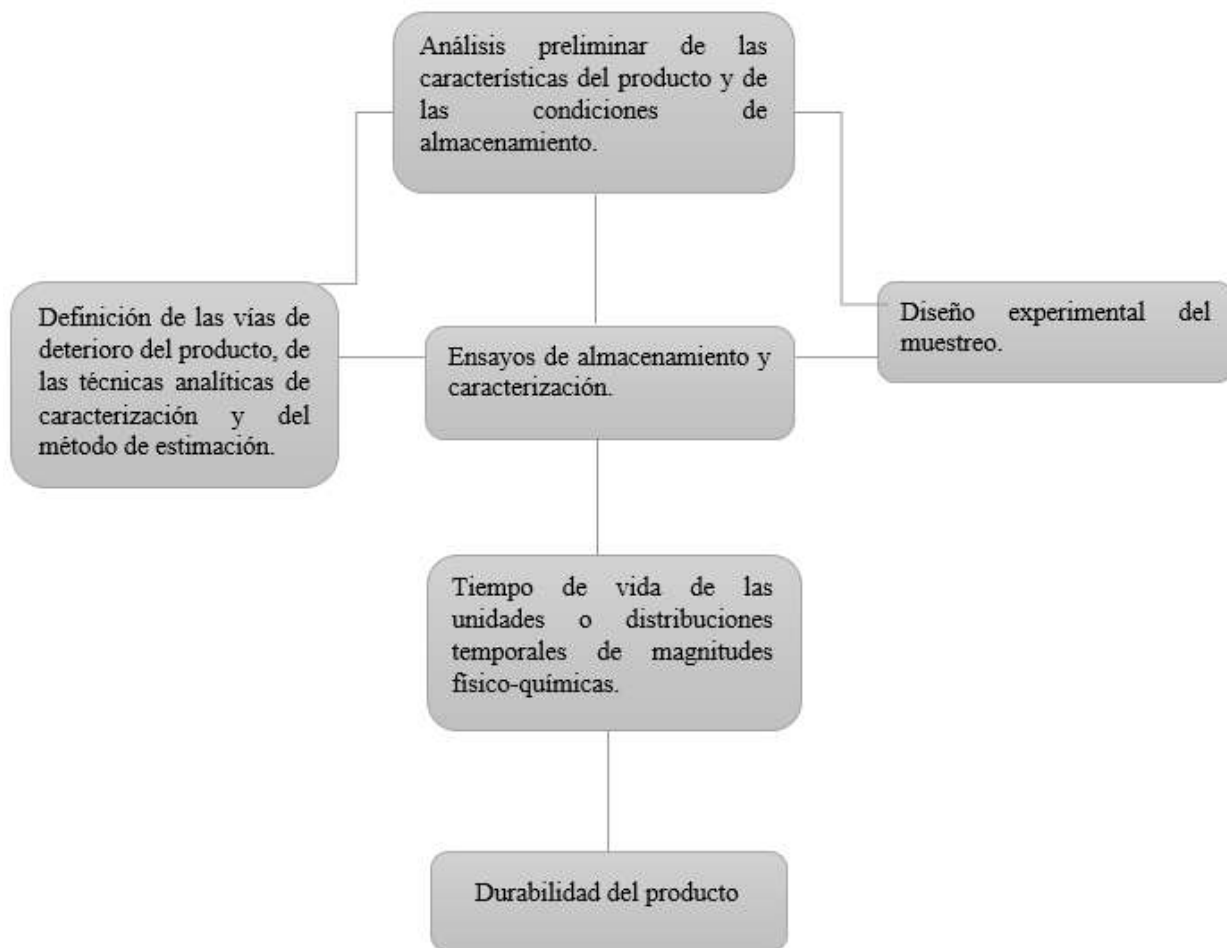 Análisis preliminar de las
características del producto y de
las condiciones de
almacenamiento.
Definición de las vías de
deterioro del producto, de
las técnicas analíticas de
caracterización y del
método de estimación.
Ensayos de almacenamiento y
caracterización.
Diseño experimental del
muestreo.
Tiempo de vida de las
unidades o distribuciones
temporales de magnitudes
físico-químicas.
Durabilidad del producto